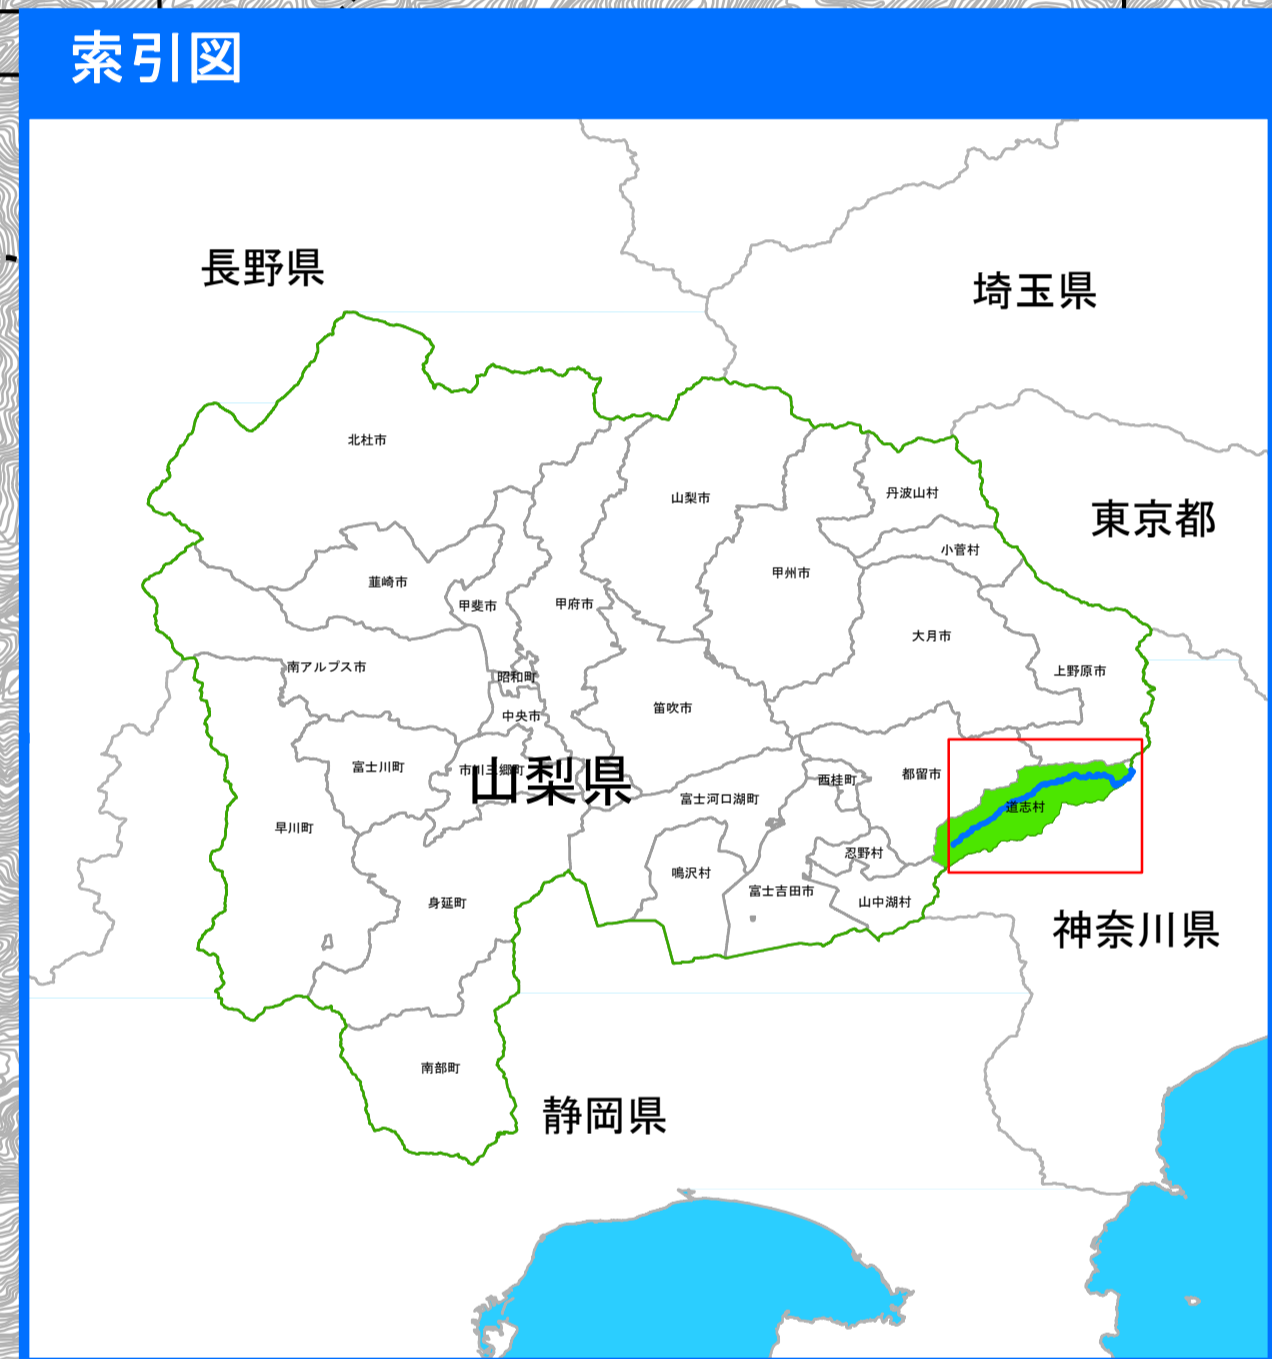 索引図
長野県
埼玉県
北杜市
山梨市
丹波山村
東京都
小菅村
甲州市
韮崎市
甲斐市
甲府市
大月市
南アルプス市
昭和町
上野原市
中央市
笛吹市
富士川町
市川三郷町
山梨県
西桂町
都留市
富士河口湖町
道志村
早川町
忍野村
鳴沢村
富士吉田市
山中湖村
身延町
神奈川県
南部町
静岡県